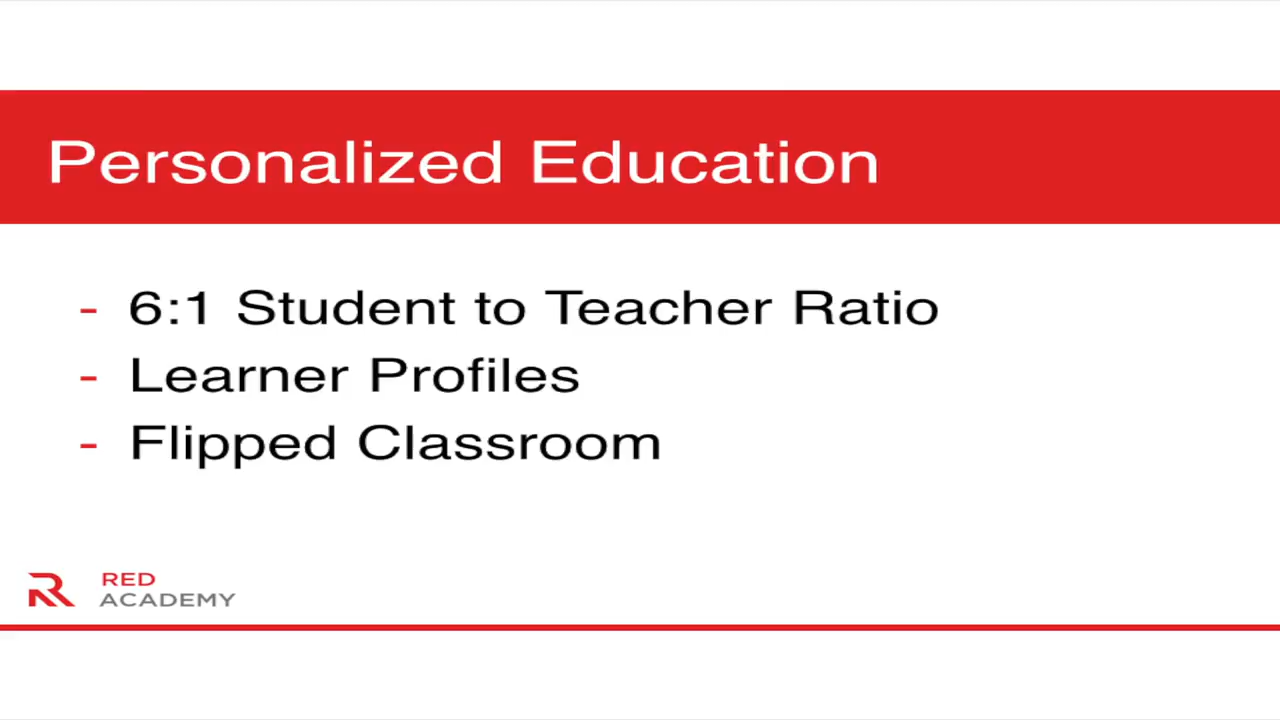 Personalized Education
- 6:1 Student to Teacher Ratio
- Learner Profiles
- Flipped Classroom
RED
ACADEMY